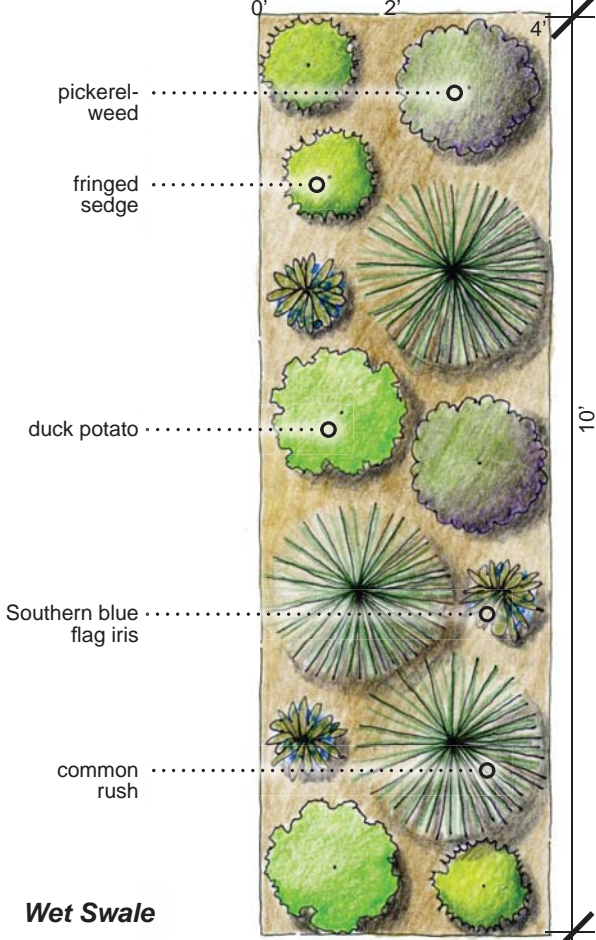 0’ 2’
4’
pickerel-
weed
fringed
sedge
duck potato
10’
Southern blue
flag iris
common
rush
Wet Swale